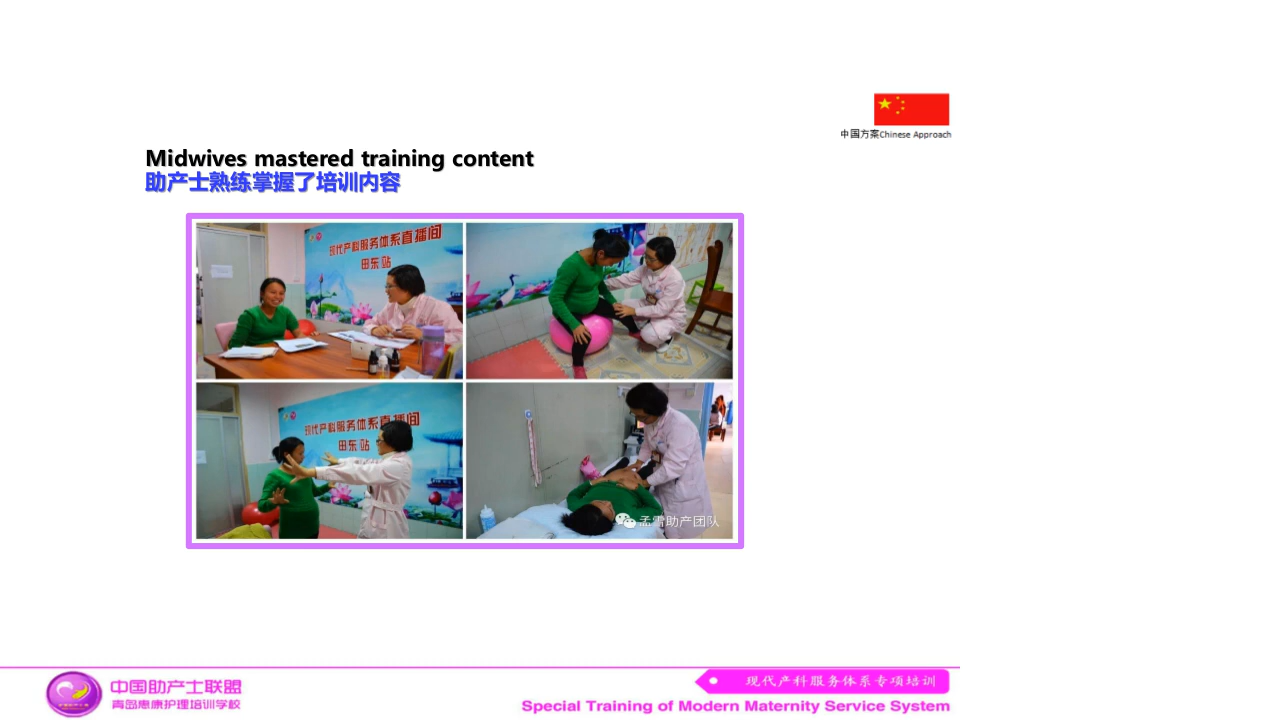 中国方案Chinese Approach
Midwives mastered training content
助产士熟练掌握了培训内容
现代产科服务体系直播间
田东站
现代产科服务体系直播间
田东站
孟雪助产团队
中国助产士联盟
青岛惠康护理培训学校
现代产科服务体系专项培训
Special Training of Modern Maternity Service System